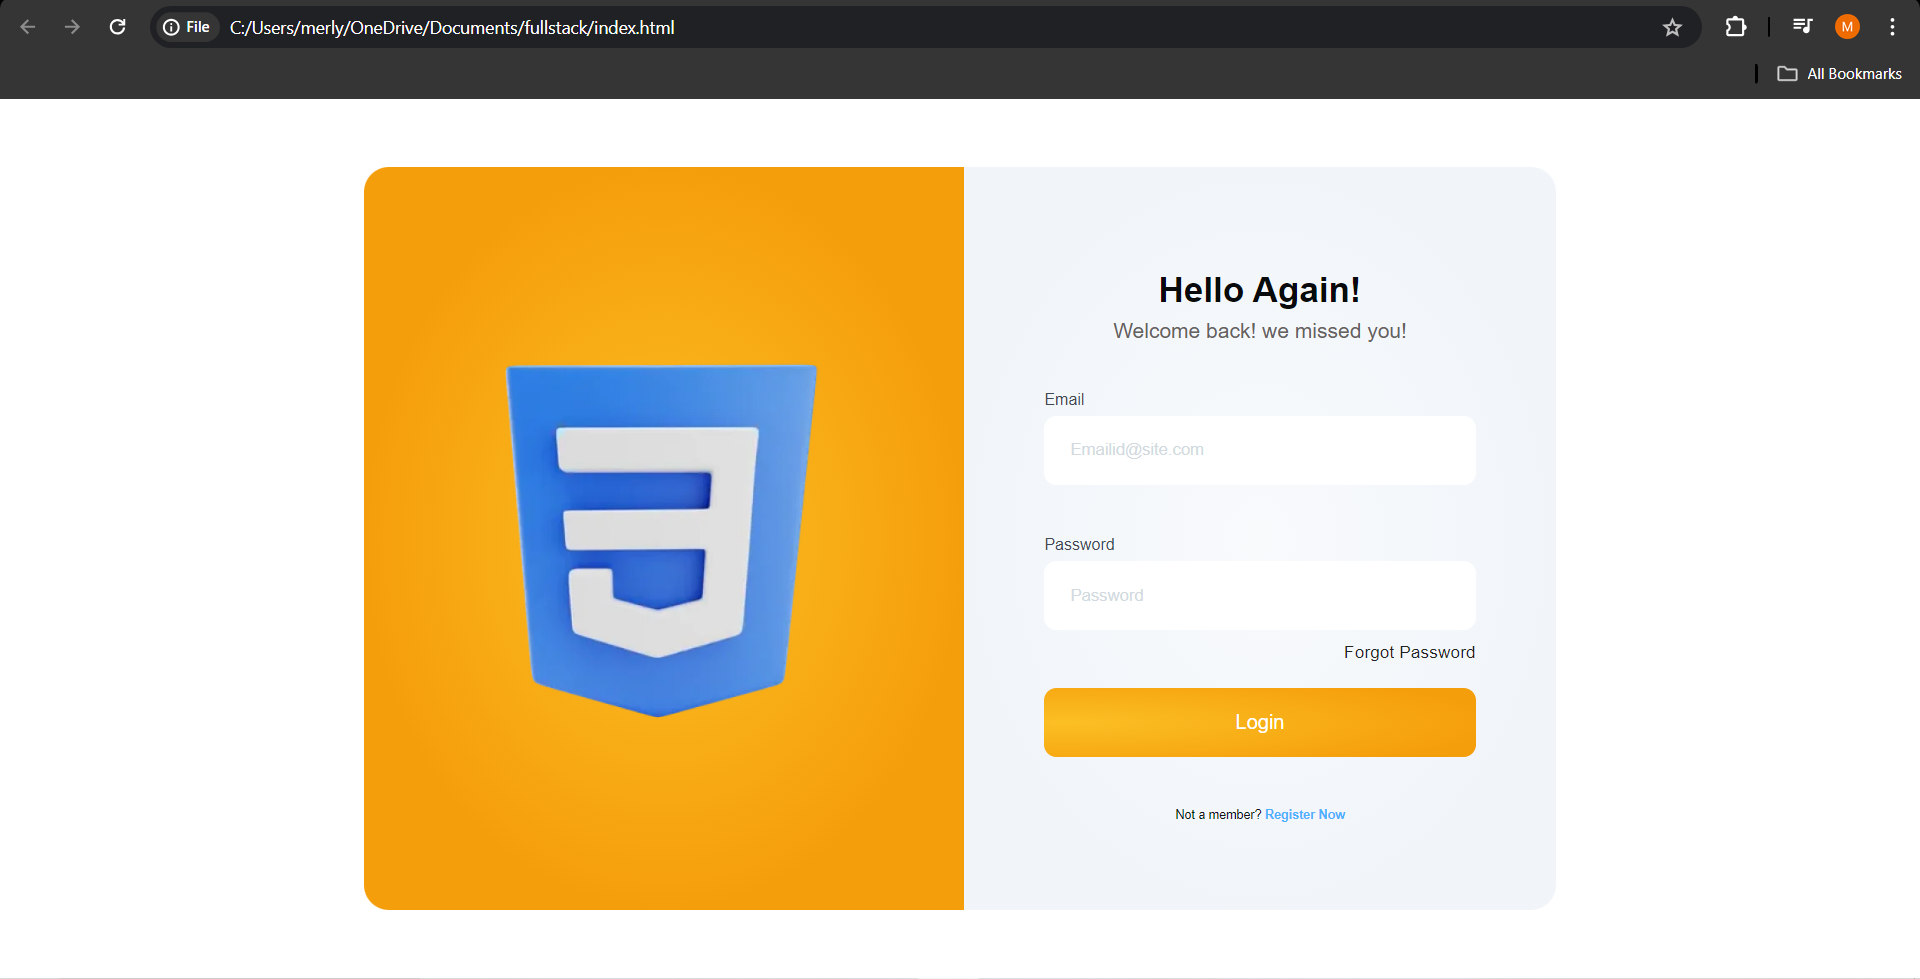 File C:/Users/merly/OneDrive/Documents/fullstack/index.html
M
All Bookmarks
Hello Again!
Welcome back! we missed you!
Email
Emailid@site.com
Password
Password
Forgot Password
Login
Not a member? Register Now